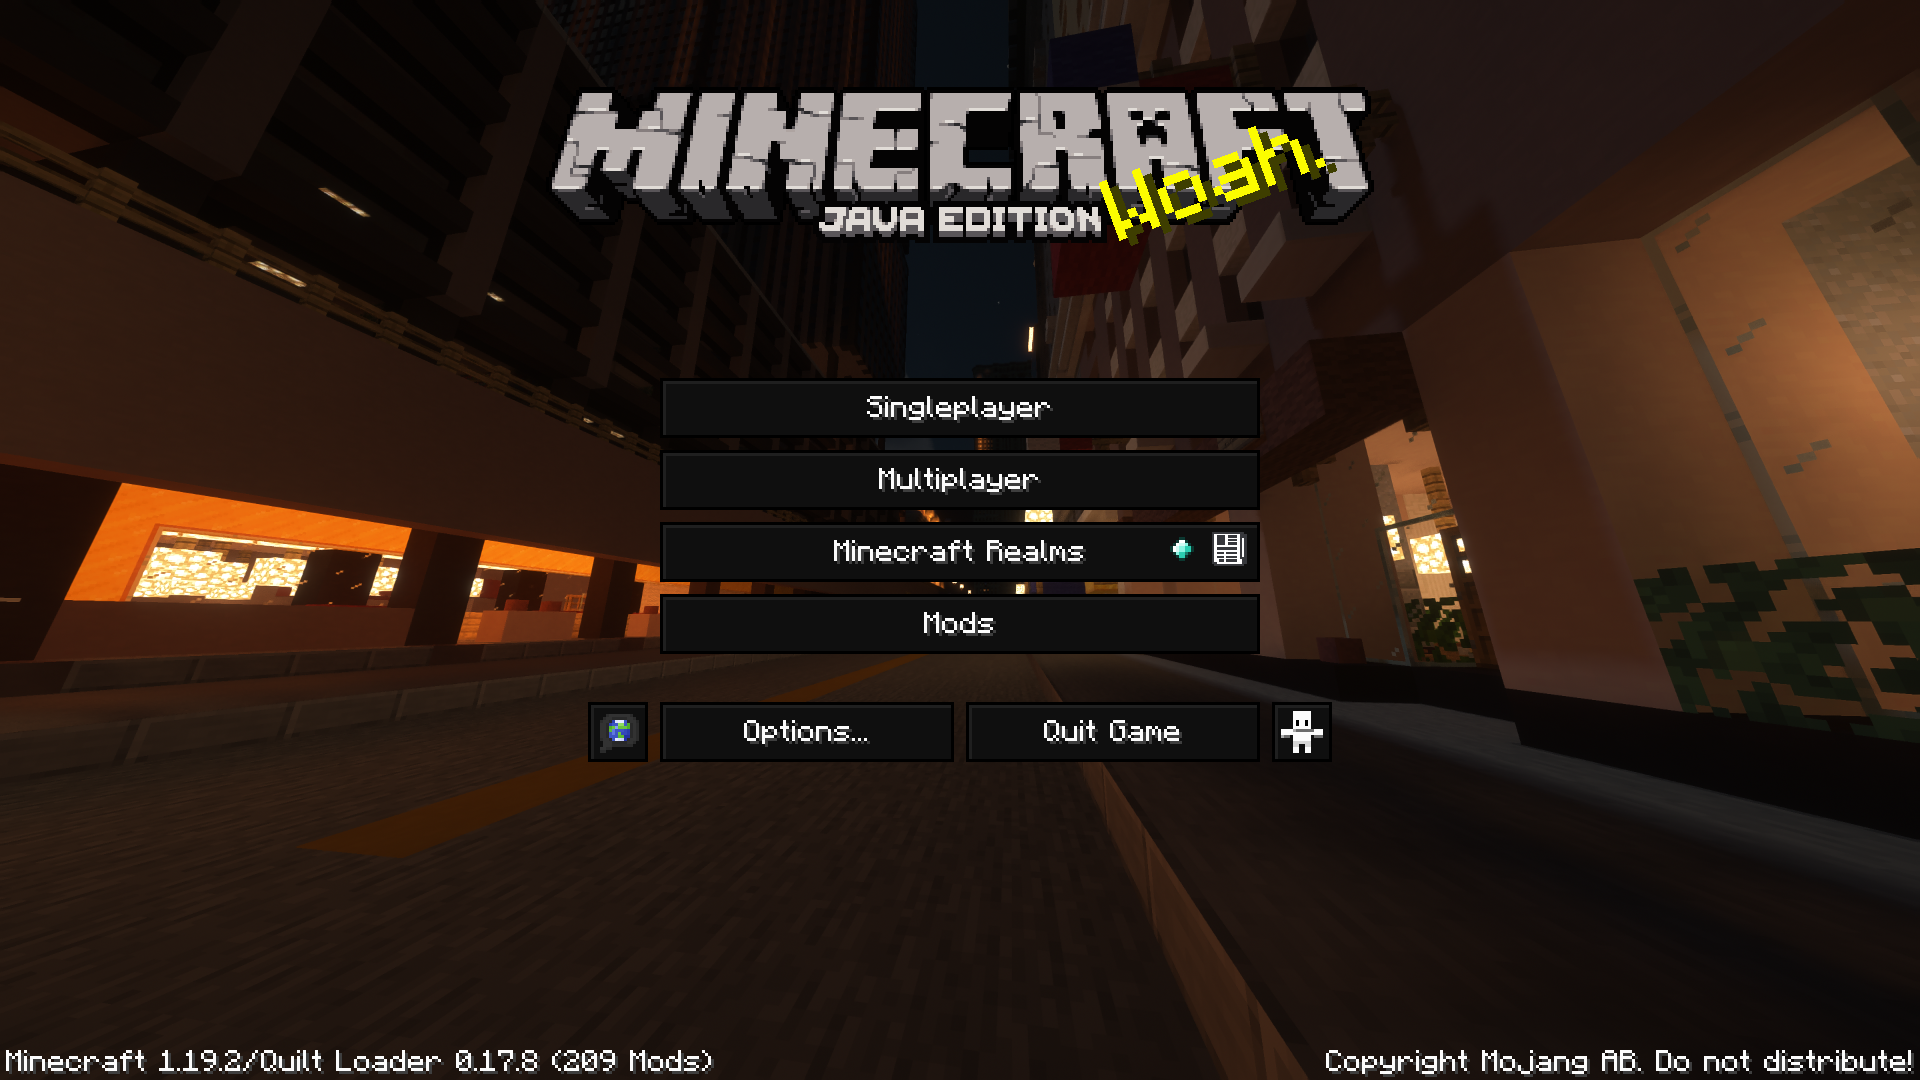 MINECRAFT
JAVA EDITION
Woah.
Singleplayer
Multiplayer
Minecraft Realms
Mods
Options...
Quit Game
Minecraft 1.19.2/Quilt Loader 0.17.8 (209 Mods)
Copyright Mojang AB. Do not distribute!